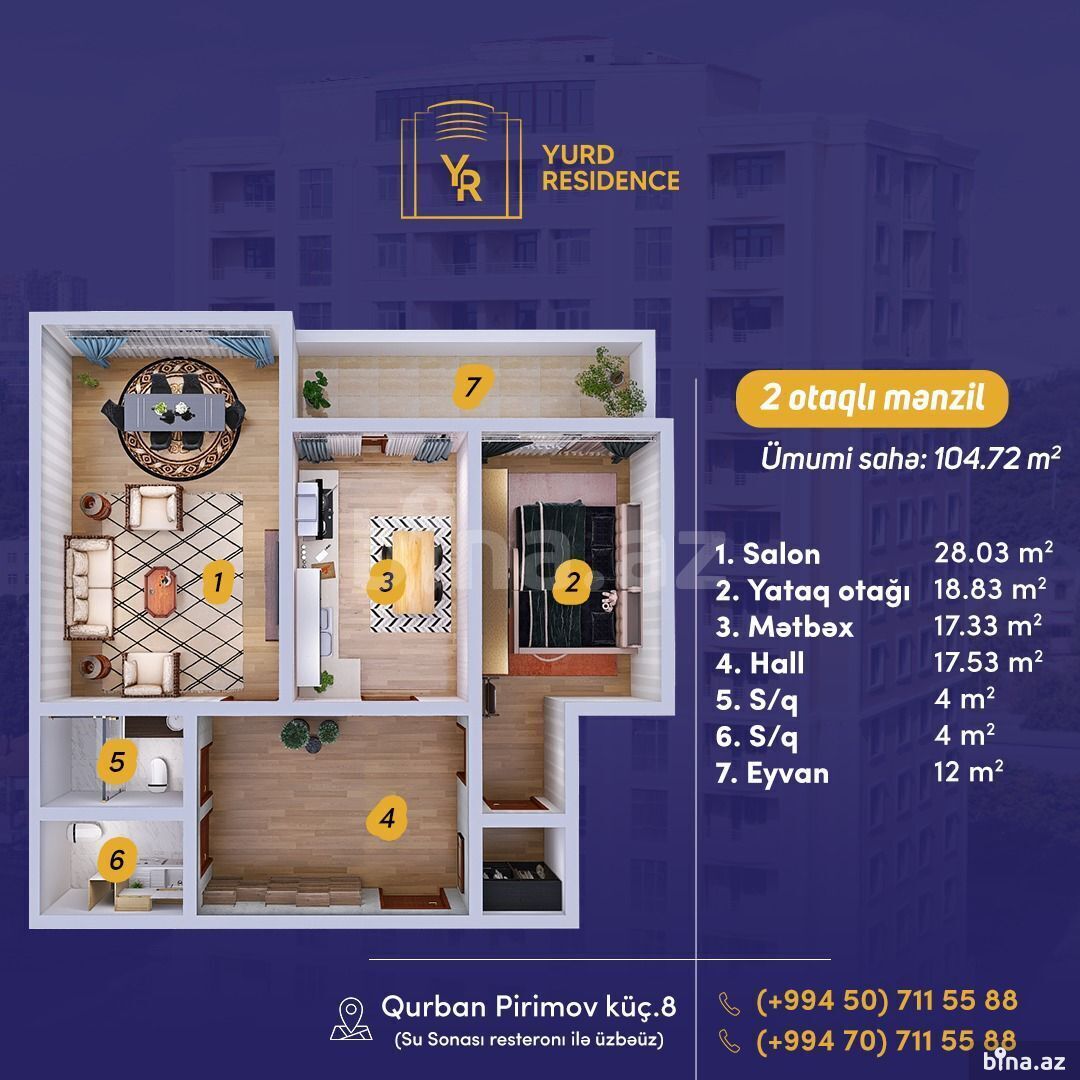 YR
YURD
RESIDENCE
7
2 otaqlı mənzil
Ümumi sahə: 104.72 m²
1
3
2
1. Salon 28.03 m²
2. Yataq otağı 18.83 m²
3. Mətbəx 17.33 m²
4. Hall 17.53 m²
5. S/q 4 m²
6. S/q 4 m²
7. Eyvan 12 m²
5
4
6
bina.az
Qurban Pirimov küç.8
(Su Sonası resteronı ilə üzbəüz)
(+994 50) 711 55 88
(+994 70) 711 55 88
bina.az